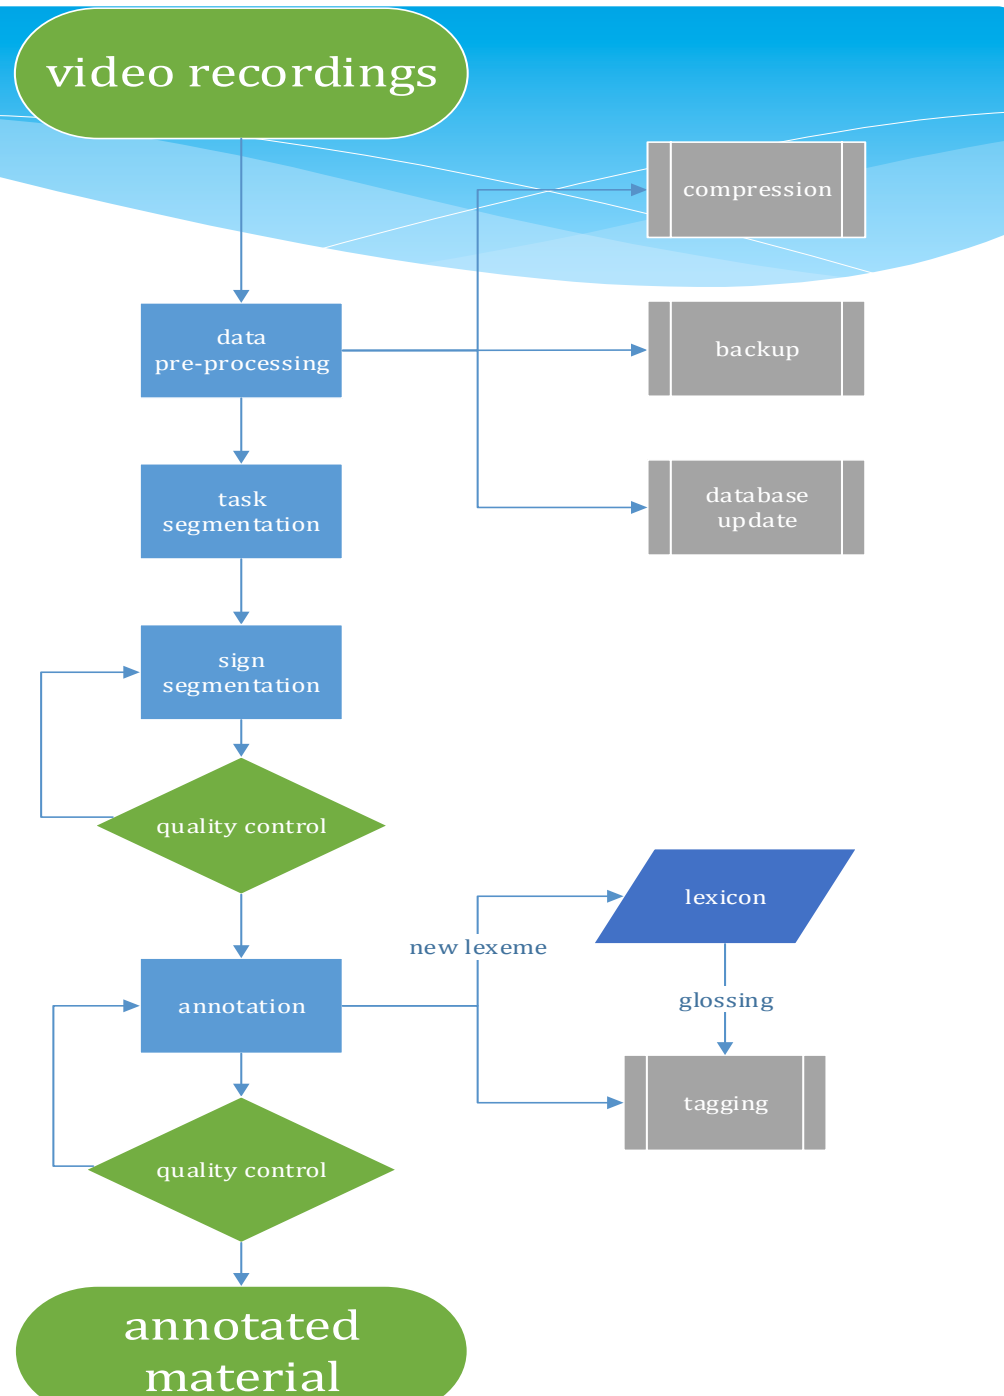 video recordings
compression
data
pre-processing
backup
task
segmentation
database
update
sign
segmentation
quality control
lexicon
new lexeme
annotation
glossing
tagging
quality control
annotated
material